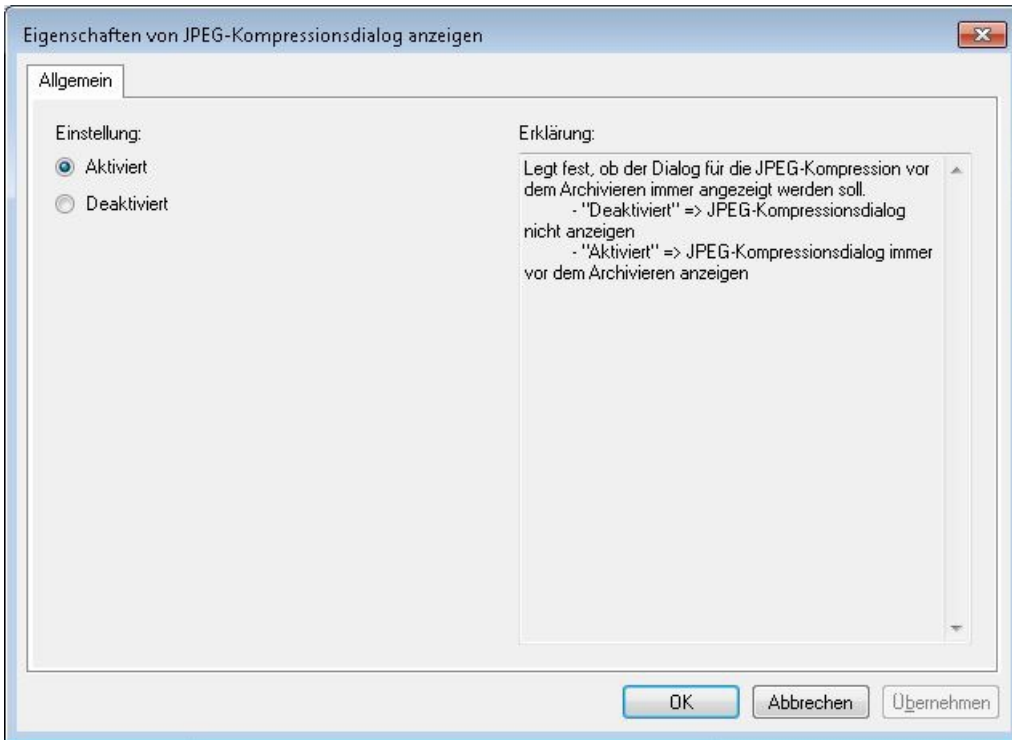 Eigenschaften von JPEG-Kompressionsdialog anzeigen
Allgemein
Einstellung:
Aktiviert
Deaktiviert
Erklärung:
Legt fest, ob der Dialog für die JPEG-Kompression vor
dem Archivieren immer angezeigt werden soll.
- "Deaktiviert" => JPEG-Kompressionsdialog
nicht anzeigen
- "Aktiviert" => JPEG-Kompressionsdialog immer
vor dem Archivieren anzeigen
OK
Abbrechen
Übernehmen